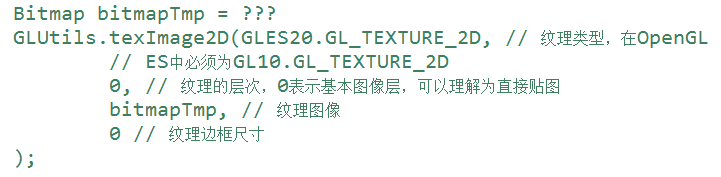 Bitmap bitmapTmp = ???
GLUtils.texImage2D(GLES20.GL_TEXTURE_2D, // 纹理类型，在OpenGL
// ES中必须为GL10.GL_TEXTURE_2D
0, // 纹理的层次，0表示基本图像层，可以理解为直接贴图
bitmapTmp, // 纹理图像
0 // 纹理边框尺寸
);